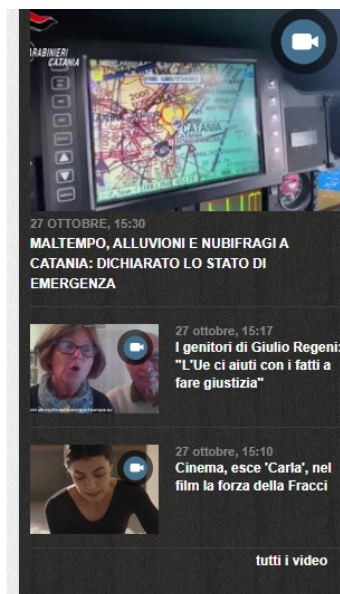 CARABINIERI
CATANIA
CATANIA
27 OTTOBRE, 15:30
MALTEMPO, ALLUVIONI E NUBIFRAGI A
CATANIA: DICHIARATO LO STATO DI
EMERGENZA
27 ottobre, 15:17
I genitori di Giulio Regeni:
"L'Ue ci aiuti con i fatti a
fare giustizia"
27 ottobre, 15:10
Cinema, esce 'Carla', nel
film la forza della Fracci
tutti i video